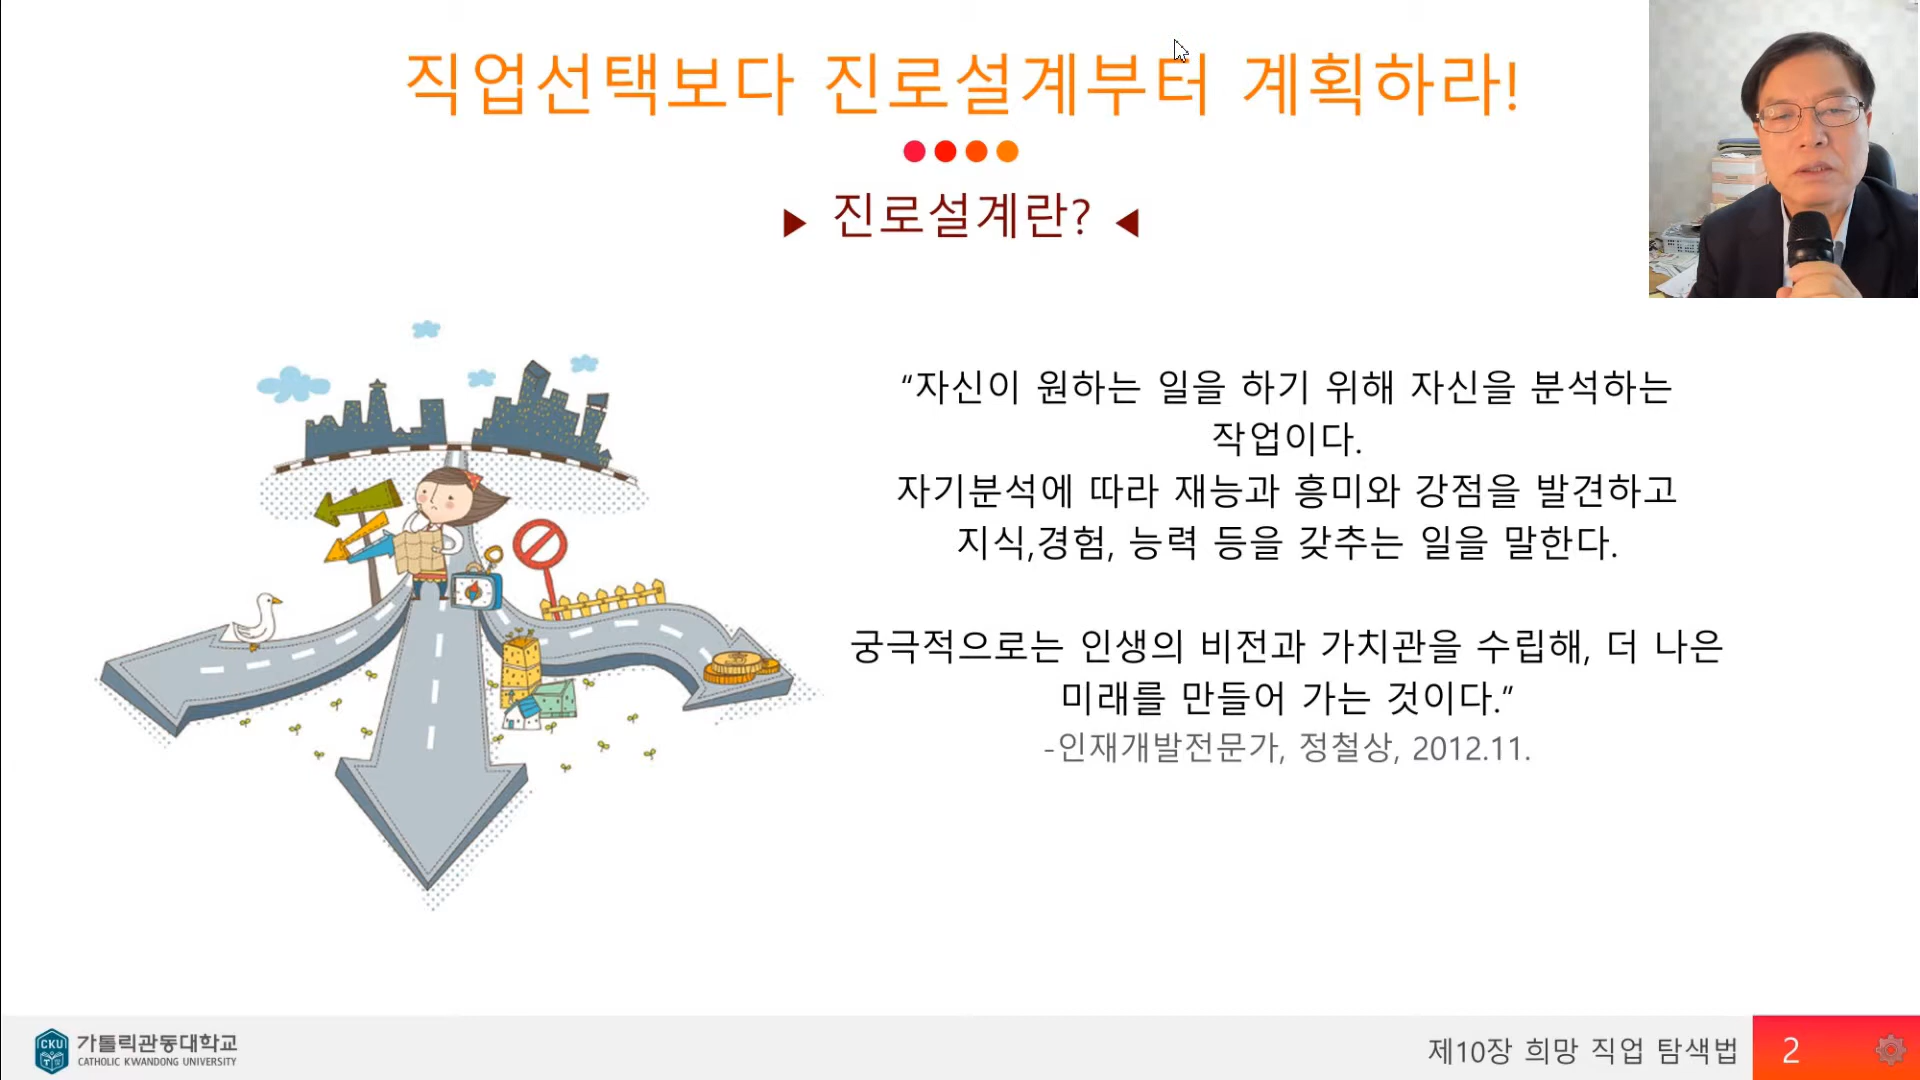 직업선택보다 진로설계부터 계획하라!
▶ 진로설계란? ◀
“자신이 원하는 일을 하기 위해 자신을 분석하는
작업이다.
자기분석에 따라 재능과 흥미와 강점을 발견하고
지식,경험, 능력 등을 갖추는 일을 말한다.
궁극적으로는 인생의 비전과 가치관을 수립해, 더 나은
미래를 만들어 가는 것이다.”
-인재개발전문가, 정철상, 2012.11.
CKU
가톨릭관동대학교
CATHOLIC KWANDONG UNIVERSITY
제10장 희망 직업 탐색법
2